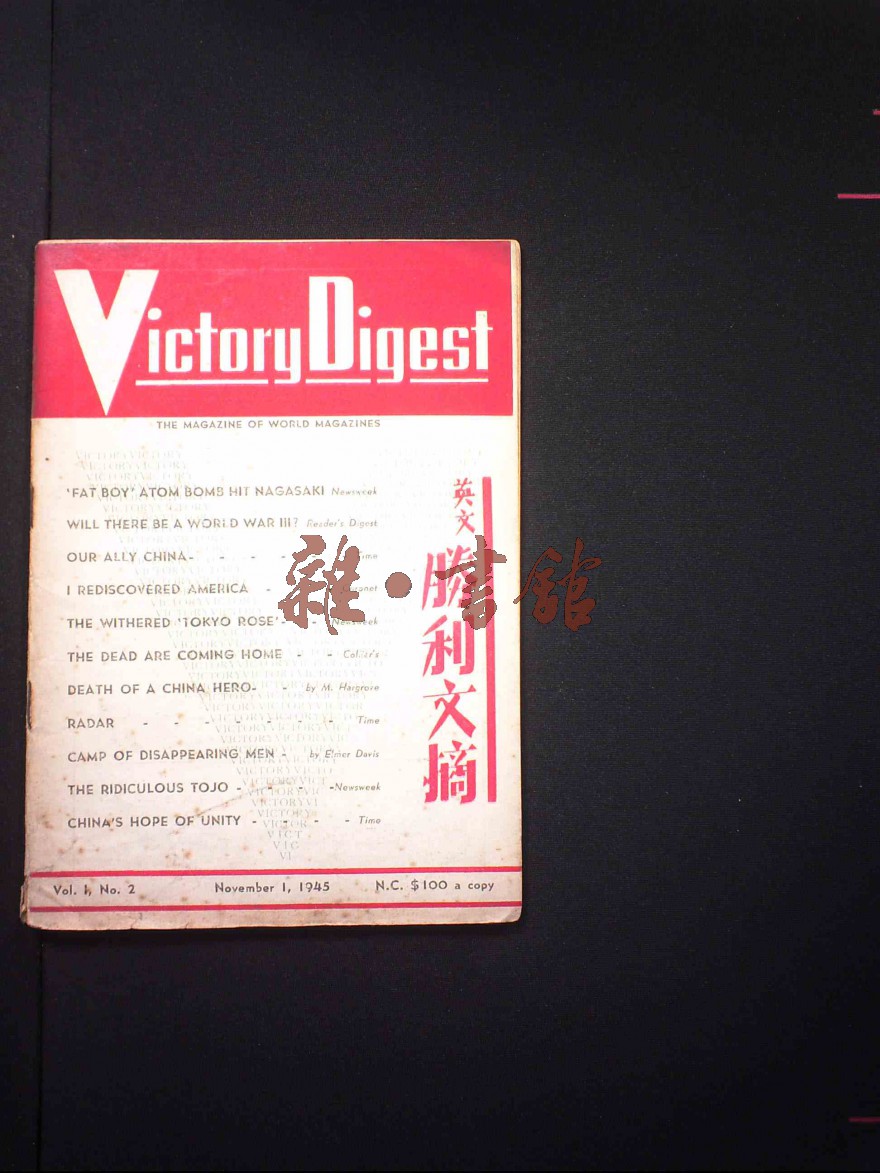 Victory Digest
THE MAGAZINE OF WORLD MAGAZINES
'FAT BOY' ATOM BOMB HIT NAGASAKI Newsweek
WILL THERE BE A WORLD WAR III? Reader's Digest
OUR ALLY CHINA- - - - Time
I REDISCOVERED AMERICA -
THE WITHERED 'TOKYO ROSE'- - -Newsweek
THE DEAD ARE COMING HOME - - Collier's
DEATH OF A CHINA HERO- - - by M. Hargrove
RADAR - - - - - - - Time
CAMP OF DISAPPEARING MEN - by Elmer Davis
THE RIDICULOUS TOJO - - - -Newsweek
CHINA'S HOPE OF UNITY - - - - Time
英文
勝利文摘
雜·書舘
Vol. I, No. 2 November 1, 1945 N.C. $100 a copy